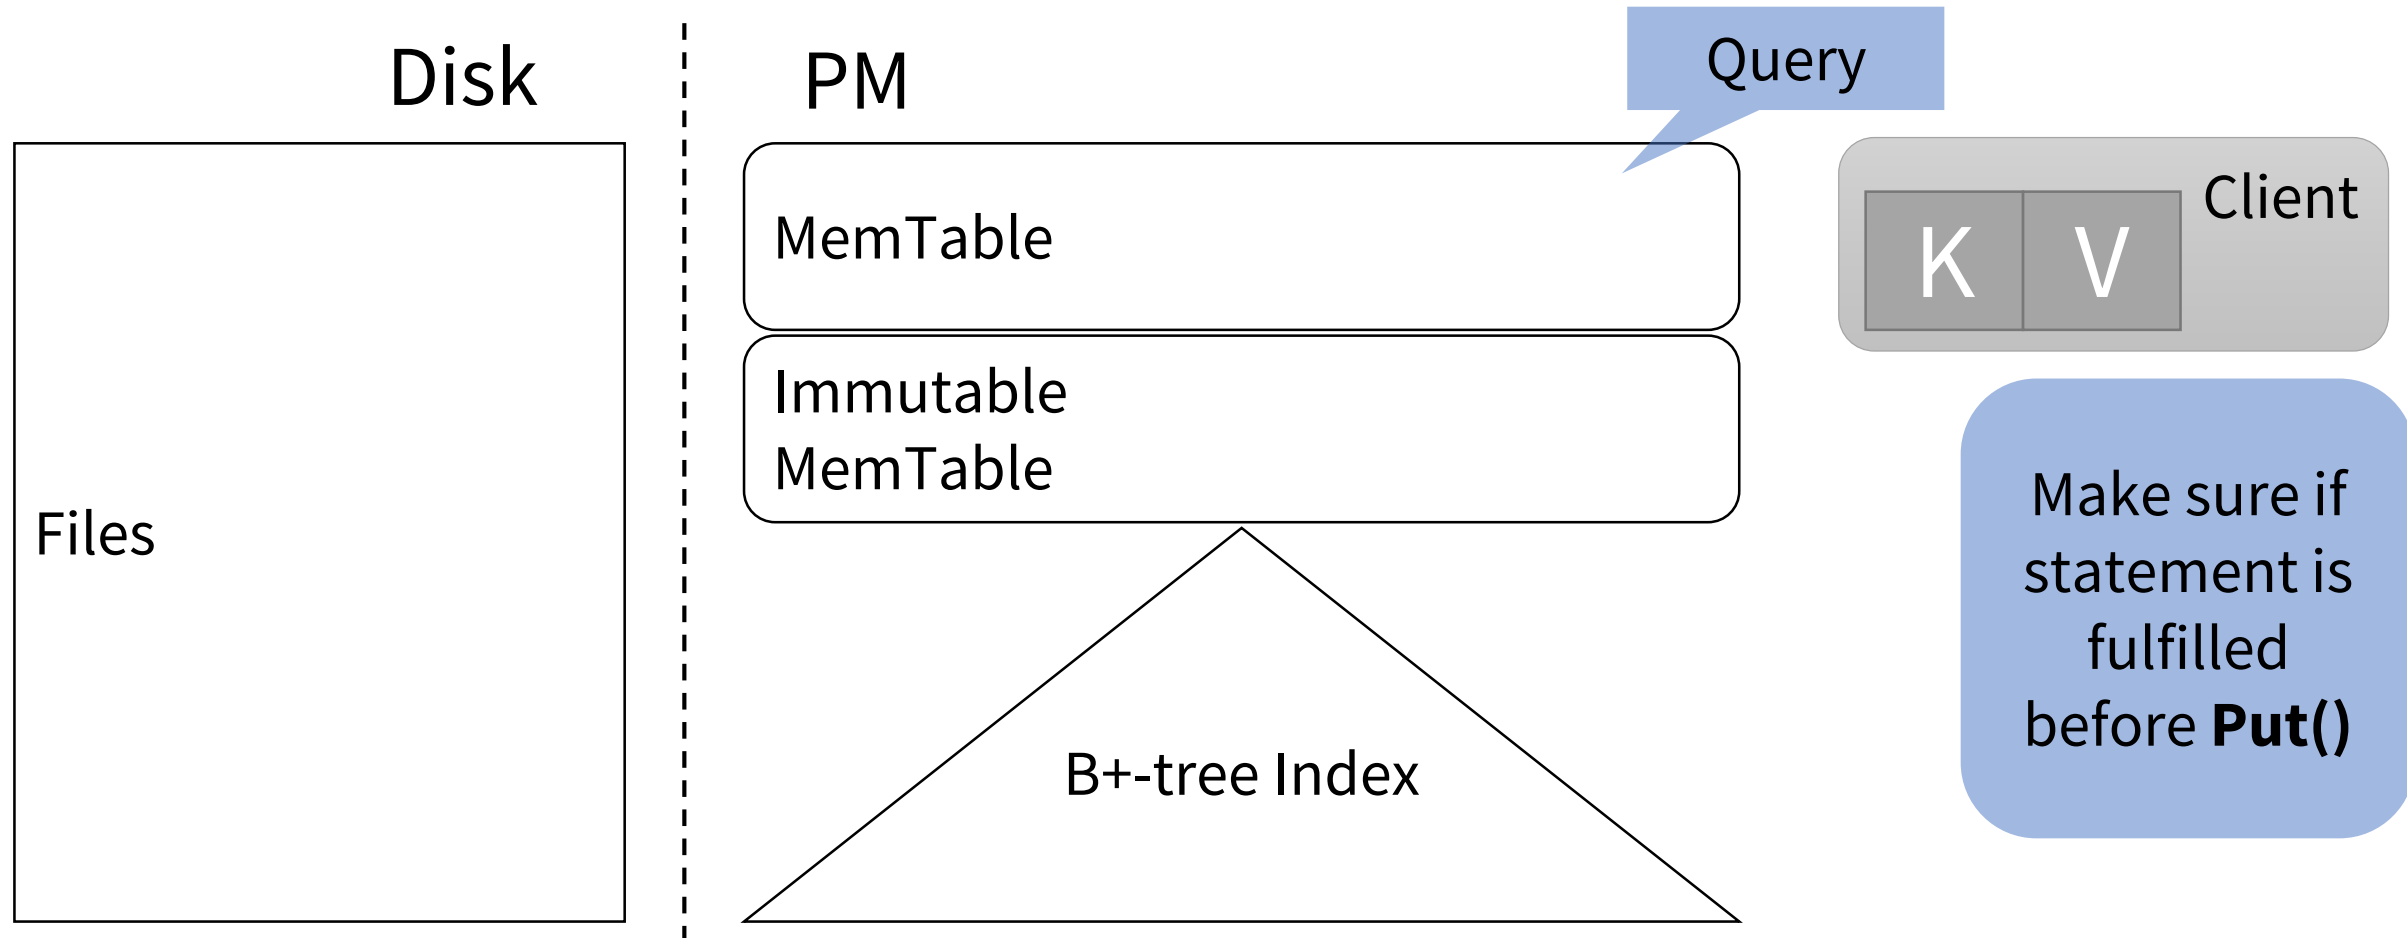 Disk
PM
Query
MemTable
Client
K V
Immutable
MemTable
Files
Make sure if
statement is
fulfilled
before Put()
B+-tree Index